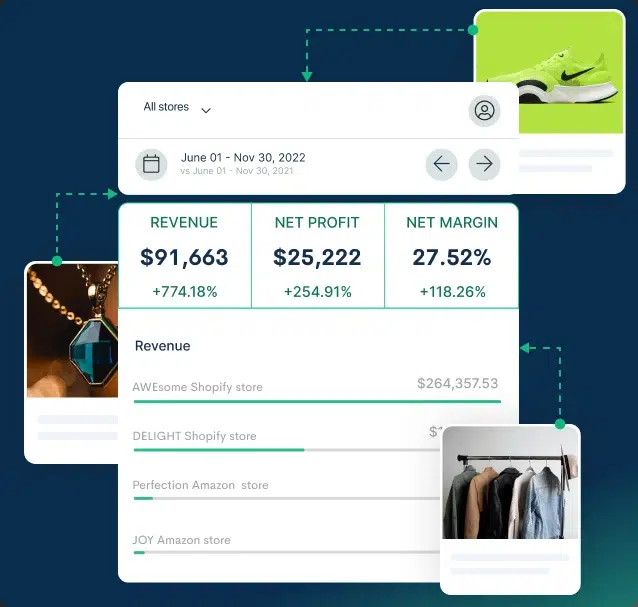 All stores
June 01 - Nov 30, 2022
vs June 01 - Nov 30, 2021
REVENUE NET PROFIT NET MARGIN
$91,663 $25,222 27.52%
+774.18% +254.91% +118.26%
Revenue
AWEsome Shopify store $264,357.53
DELIGHT Shopify store
Perfection Amazon store
JOY Amazon store